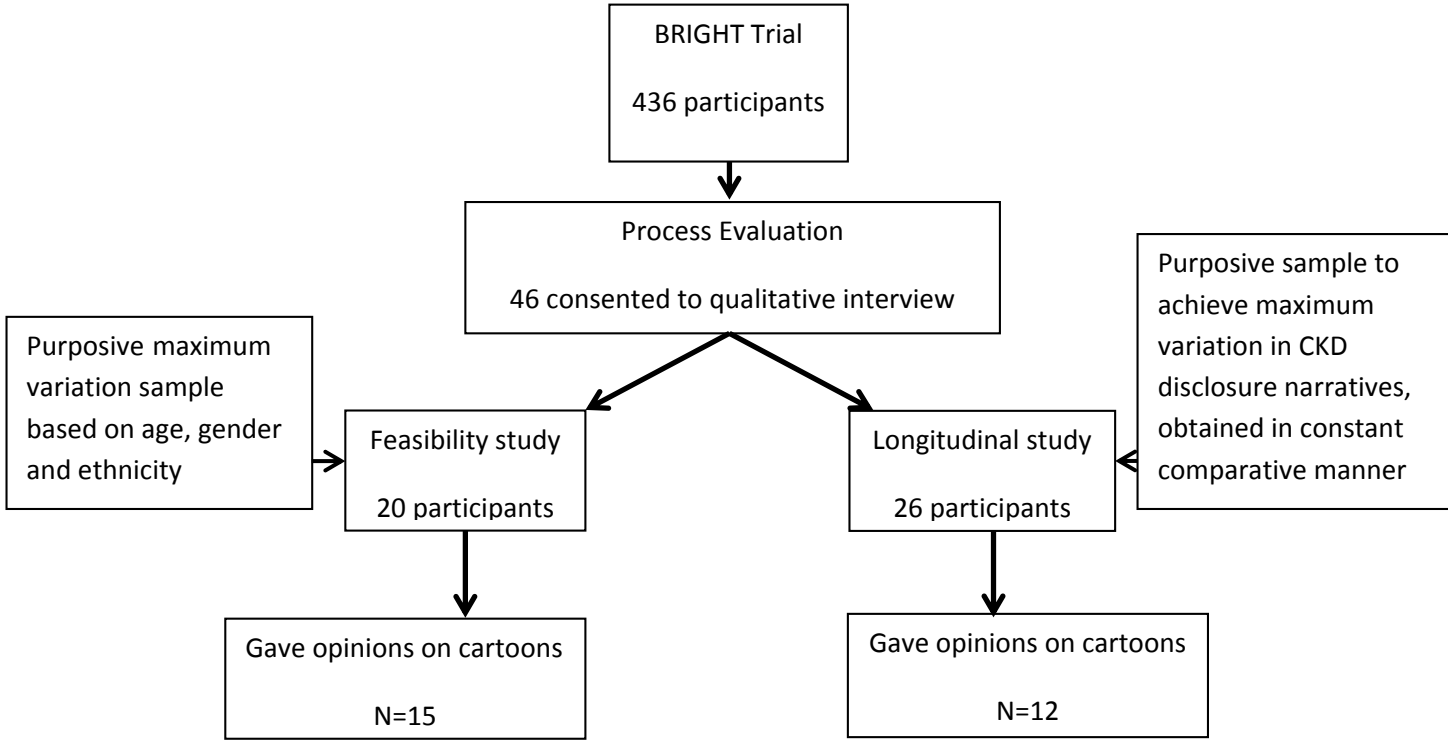 BRIGHT Trial
436 participants
Process Evaluation
46 consented to qualitative interview
Purposive maximum
variation sample
based on age, gender
and ethnicity
Purposive sample to
achieve maximum
variation in CKD
disclosure narratives,
obtained in constant
comparative manner
Feasibility study
20 participants
Longitudinal study
26 participants
Gave opinions on cartoons
N=15
Gave opinions on cartoons
N=12